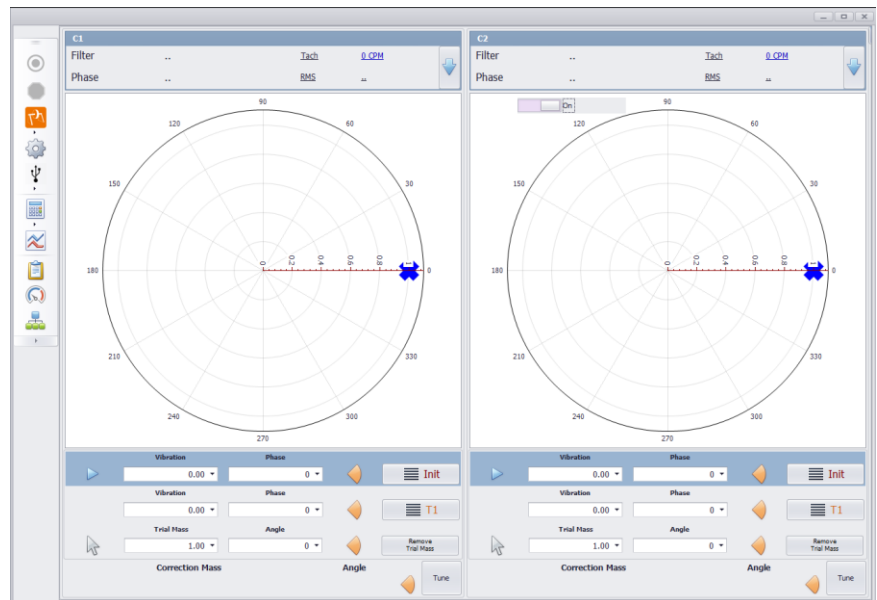 C1
Filter .. Tach 0 CPM
Phase .. RMS ..
90
120 60
150 30
180 0 0.2 0.4 0.6 0.8 1 0
210 330
240 300
270
Vibration Phase
0.00 0 Init
Vibration Phase
0.00 0 T1
Trial Mass Angle
1.00 0 Remove
Trial Mass
Correction Mass Angle
Tune
C2
Filter .. Tach 0 CPM
Phase .. RMS ..
On
90
120 60
150 30
180 0 0.2 0.4 0.6 0.8 1 0
210 330
240 300
270
Vibration Phase
0.00 0 Init
Vibration Phase
0.00 0 T1
Trial Mass Angle
1.00 0 Remove
Trial Mass
Correction Mass Angle
Tune